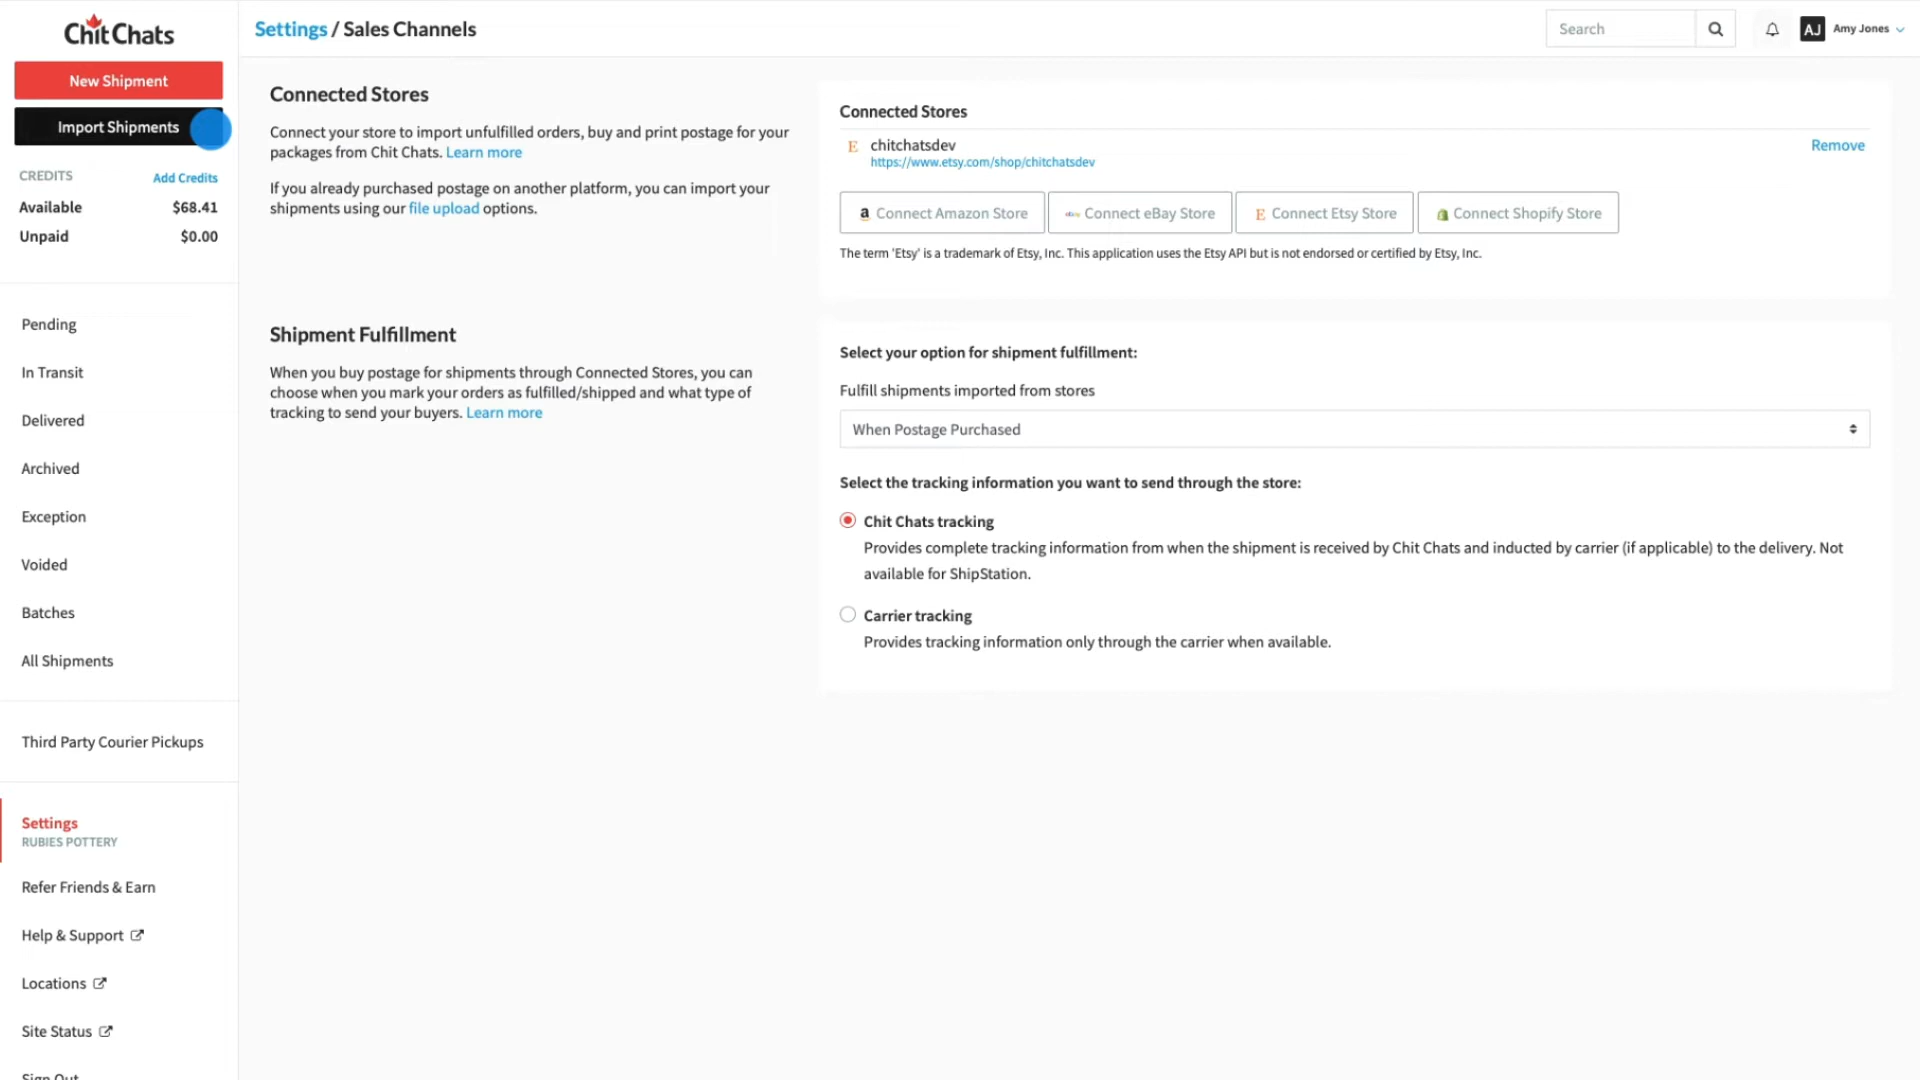 Chit Chats
New Shipment
Import Shipments
CREDITS Add Credits
Available $68.41
Unpaid $0.00
Pending
In Transit
Delivered
Archived
Exception
Voided
Batches
All Shipments
Third Party Courier Pickups
Settings
RUBIES POTTERY
Refer Friends & Earn
Help & Support
Locations
Site Status
Sign Out
Settings / Sales Channels
Search
AJ Amy Jones
Connected Stores
Connect your store to import unfulfilled orders, buy and print postage for your
packages from Chit Chats. Learn more
If you already purchased postage on another platform, you can import your
shipments using our file upload options.
Connected Stores
E chitchatsdev Remove
https://www.etsy.com/shop/chitchatsdev
a Connect Amazon Store ebay Connect eBay Store E Connect Etsy Store Connect Shopify Store
The term 'Etsy' is a trademark of Etsy, Inc. This application uses the Etsy API but is not endorsed or certified by Etsy, Inc.
Shipment Fulfillment
When you buy postage for shipments through Connected Stores, you can
choose when you mark your orders as fulfilled/shipped and what type of
tracking to send your buyers. Learn more
Select your option for shipment fulfillment:
Fulfill shipments imported from stores
When Postage Purchased
Select the tracking information you want to send through the store:
Chit Chats tracking
Provides complete tracking information from when the shipment is received by Chit Chats and inducted by carrier (if applicable) to the delivery. Not
available for ShipStation.
Carrier tracking
Provides tracking information only through the carrier when available.